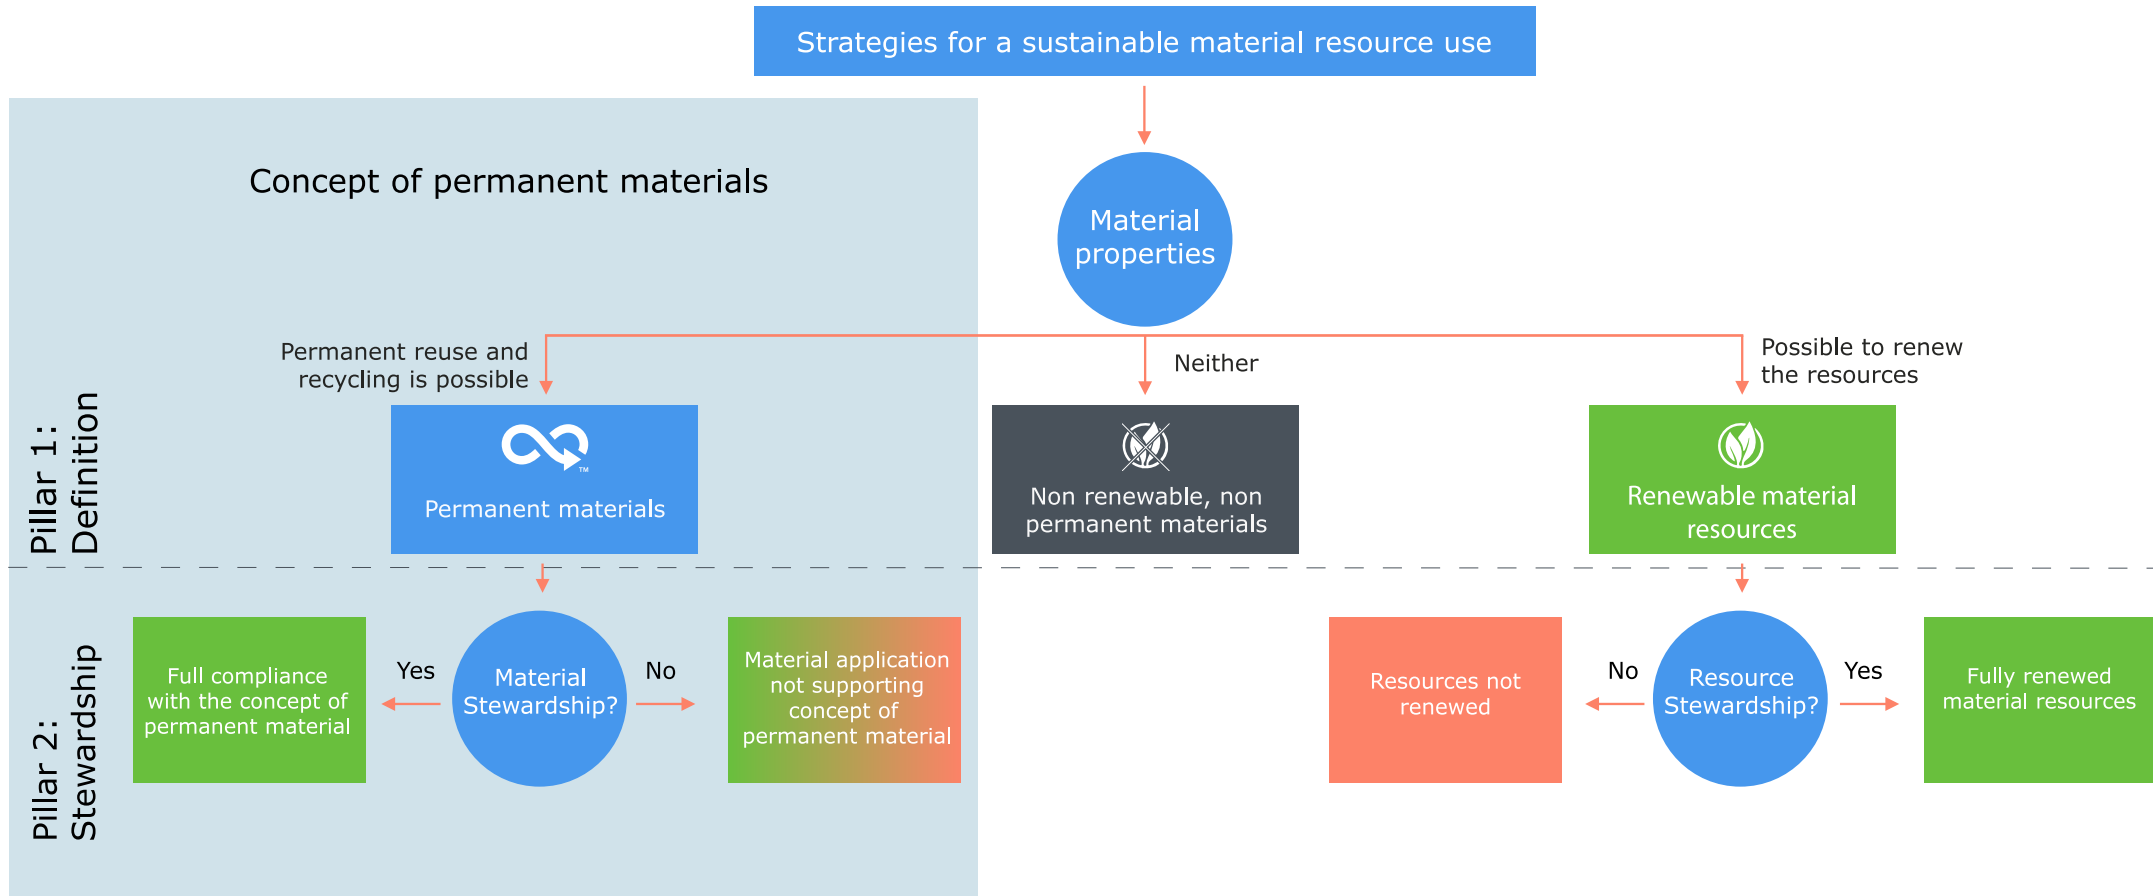 Strategies for a sustainable material resource use
Concept of permanent materials
Material
properties
Permanent reuse and
recycling is possible
Neither
Possible to renew
the resources
Pillar 1:
Definition
TM
Permanent materials
Non renewable, non
permanent materials
Renewable material
resources
Pillar 2:
Stewardship
Full compliance
with the concept of
permanent material
Yes
Material
Stewardship?
No
Material application
not supporting
concept of
permanent material
Resources not
renewed
No
Resource
Stewardship?
Yes
Fully renewed
material resources